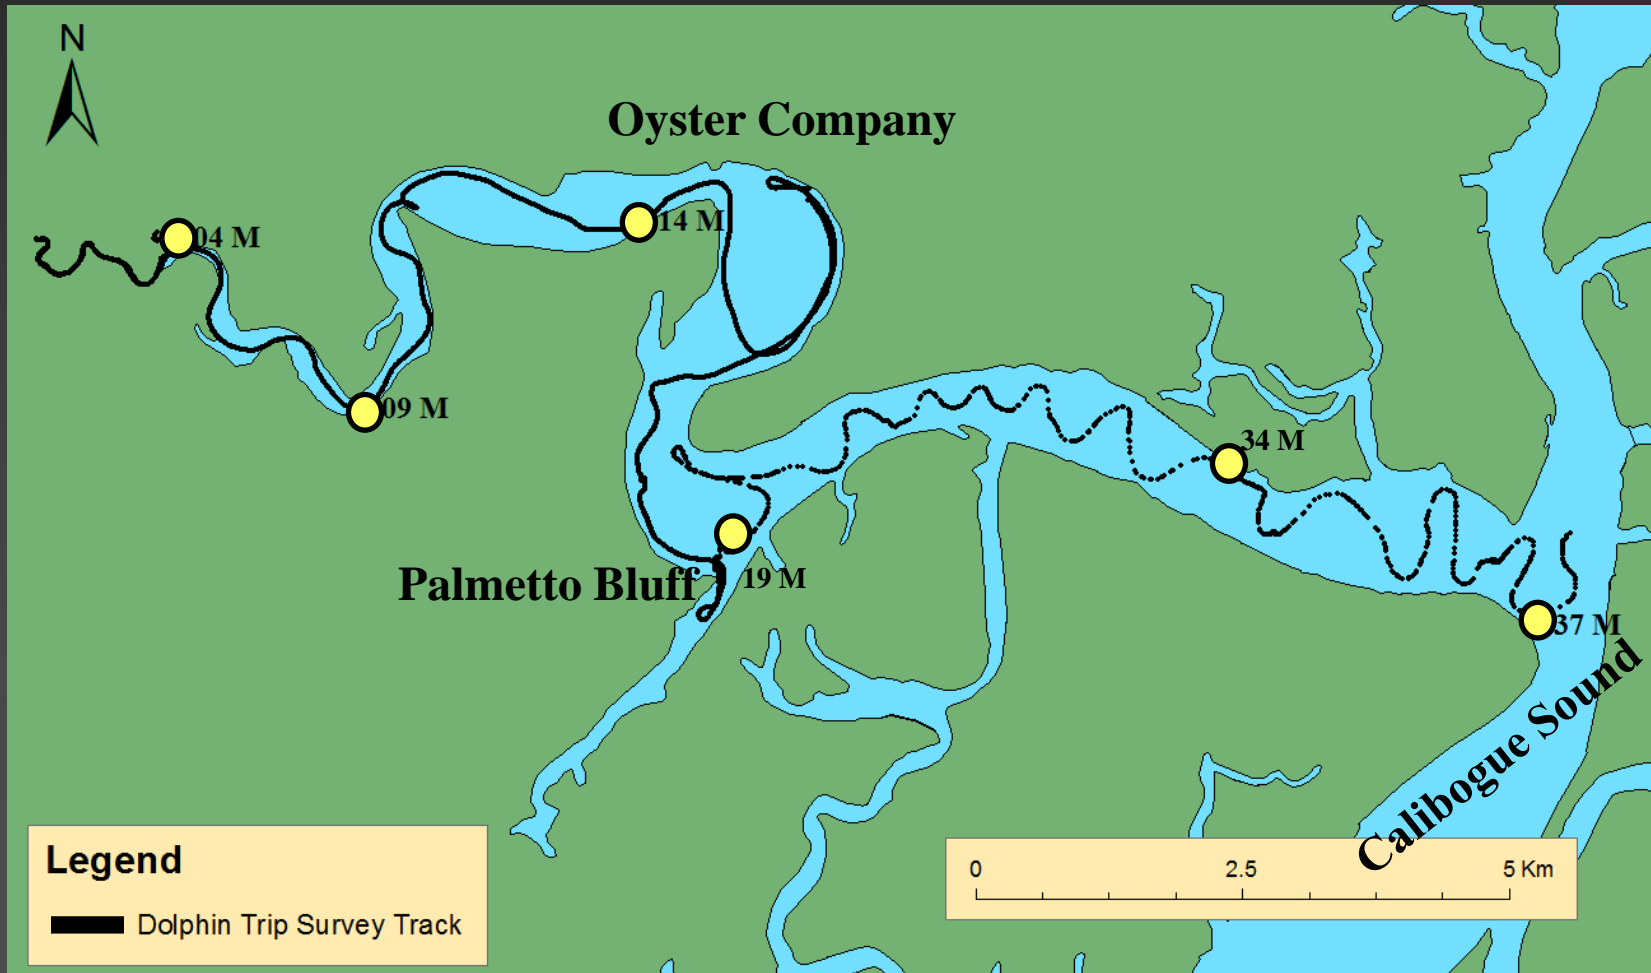 N
Oyster Company
04 M
14 M
09 M
34 M
Palmetto Bluff
19 M
37 M
Calibogue Sound
Legend
Dolphin Trip Survey Track
0 2.5 5 Km